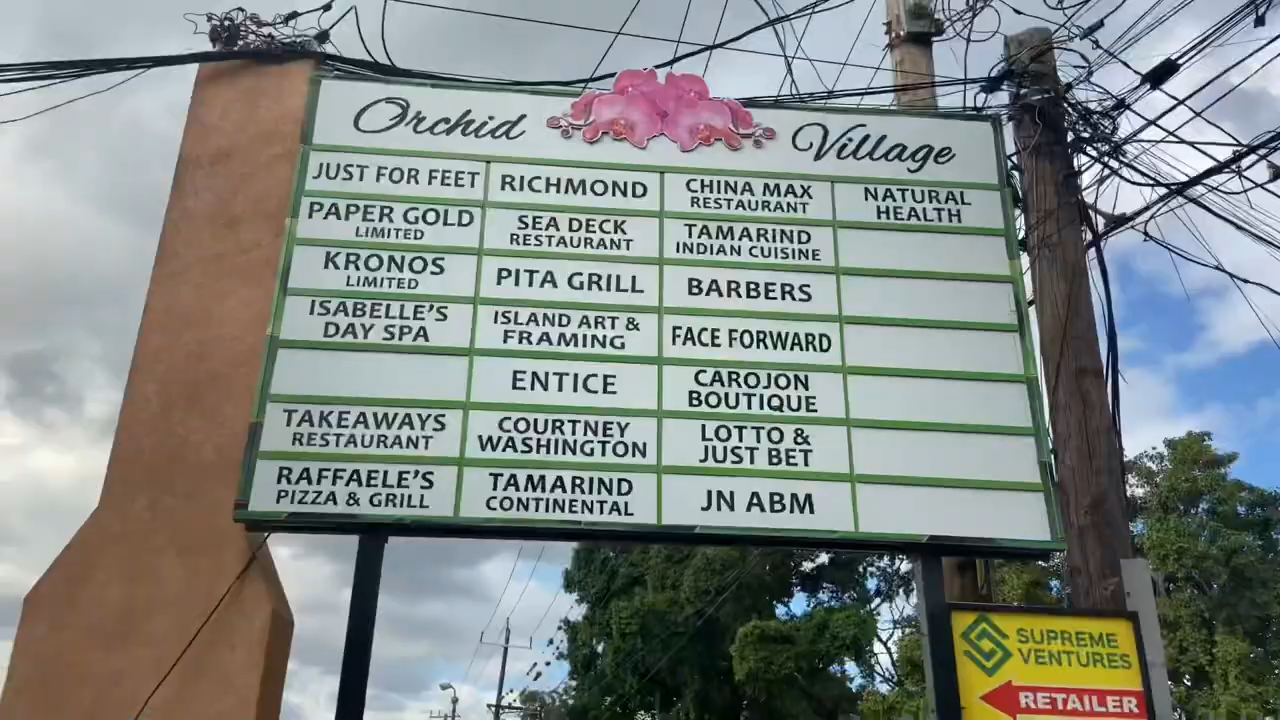 Orchid Village
JUST FOR FEET
RICHMOND
CHINA MAX
RESTAURANT
NATURAL
HEALTH
PAPER GOLD
LIMITED
SEA DECK
RESTAURANT
TAMARIND
INDIAN CUISINE
KRONOS
LIMITED
PITA GRILL
BARBERS
ISABELLE'S
DAY SPA
ISLAND ART &
FRAMING
FACE FORWARD
ENTICE
CAROJON
BOUTIQUE
TAKEAWAYS
RESTAURANT
COURTNEY
WASHINGTON
LOTTO &
JUST BET
RAFFAELE'S
PIZZA & GRILL
TAMARIND
CONTINENTAL
JN ABM
SUPREME
VENTURES
RETAILER